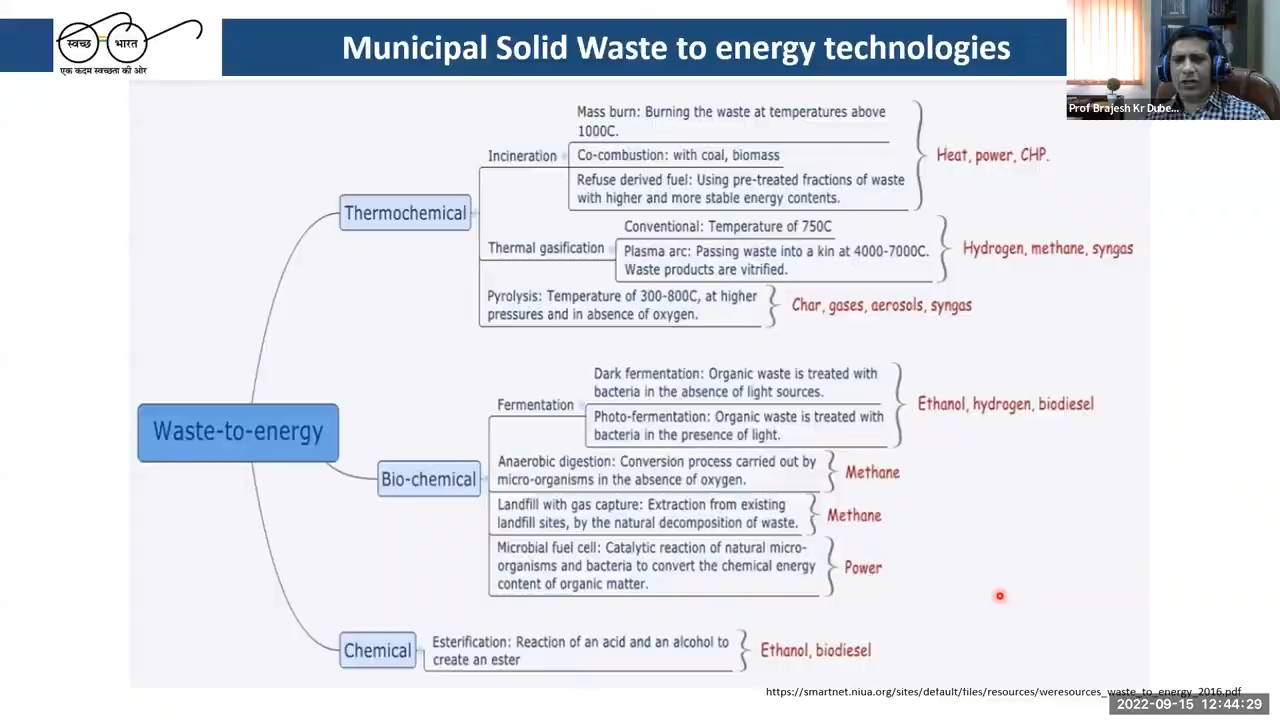 स्वच्छ भारत
एक कदम स्वच्छता की ओर
Municipal Solid Waste to energy technologies
Prof Brajesh Kr Dube...
Mass burn: Burning the waste at temperatures above
1000C.
Incineration
Co-combustion: with coal, biomass
Heat, power, CHP.
Refuse derived fuel: Using pre-treated fractions of waste
with higher and more stable energy contents.
Thermochemical
Conventional: Temperature of 750C
Thermal gasification
Plasma arc: Passing waste into a kin at 4000-7000C.
Waste products are vitrified.
Hydrogen, methane, syngas
Pyrolysis: Temperature of 300-800C, at higher
pressures and in absence of oxygen.
Char, gases, aerosols, syngas
Waste-to-energy
Dark fermentation: Organic waste is treated with
bacteria in the absence of light sources.
Fermentation
Ethanol, hydrogen, biodiesel
Photo-fermentation: Organic waste is treated with
bacteria in the presence of light.
Bio-chemical
Anaerobic digestion: Conversion process carried out by
micro-organisms in the absence of oxygen.
Methane
Landfill with gas capture: Extraction from existing
landfill sites, by the natural decomposition of waste.
Methane
Microbial fuel cell: Catalytic reaction of natural micro-
organisms and bacteria to convert the chemical energy
content of organic matter.
Power
Chemical
Esterification: Reaction of an acid and an alcohol to
create an ester
Ethanol, biodiesel
https://smartnet.niua.org/sites/default/files/resources/weresources_waste_to_energy_2016.pdf
2022-09-15 12:44:29